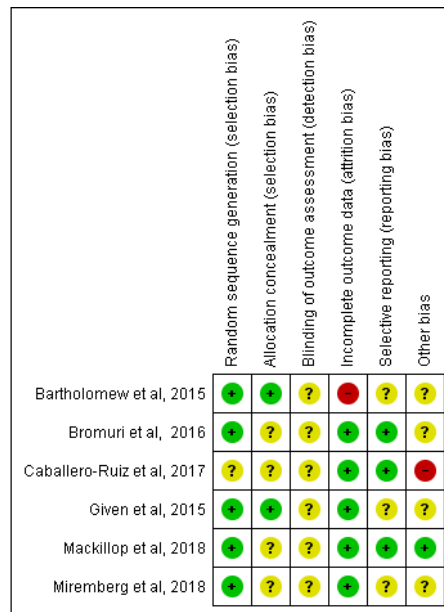 Random sequence generation (selection bias)
Allocation concealment (selection bias)
Blinding of outcome assessment (detection bias)
Incomplete outcome data (attrition bias)
Selective reporting (reporting bias)
Other bias
Bartholomew et al, 2015 + + ? - ? ?
Bromuri et al, 2016 + ? ? + + ?
Caballero-Ruiz et al, 2017 ? ? ? + + -
Given et al, 2015 + + ? + ? ?
Mackillop et al, 2018 + ? ? + + +
Miremberg et al, 2018 + ? ? + ? ?